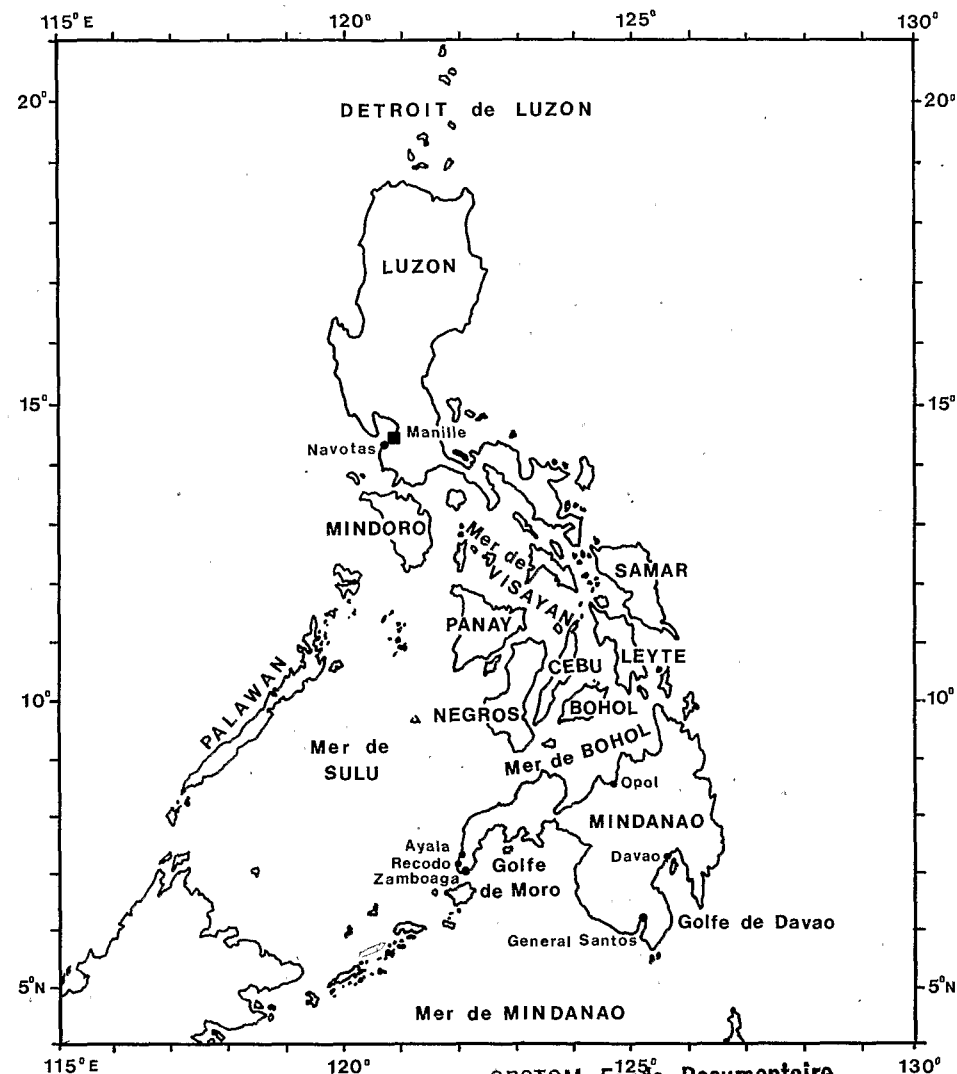 115° E 120° 125° 130°
20° 20°
DETROIT de LUZON
LUZON
15° 15°
Manille
Navotas
MINDORO
Mer de
VISAYAN
SAMAR
PANAY
CEBU
LEYTE
PALAWAN
10° 10°
NEGROS
BOHOL
Mer de
SULU
Mer de BOHOL
Opol
MINDANAO
Ayala
Recodo
Zamboaga
Golfe
de Moro
Davao
Golfe de Davao
General Santos
5°N 5°N
Mer de MINDANAO
115° E 120° 125° 130°
Documentaire